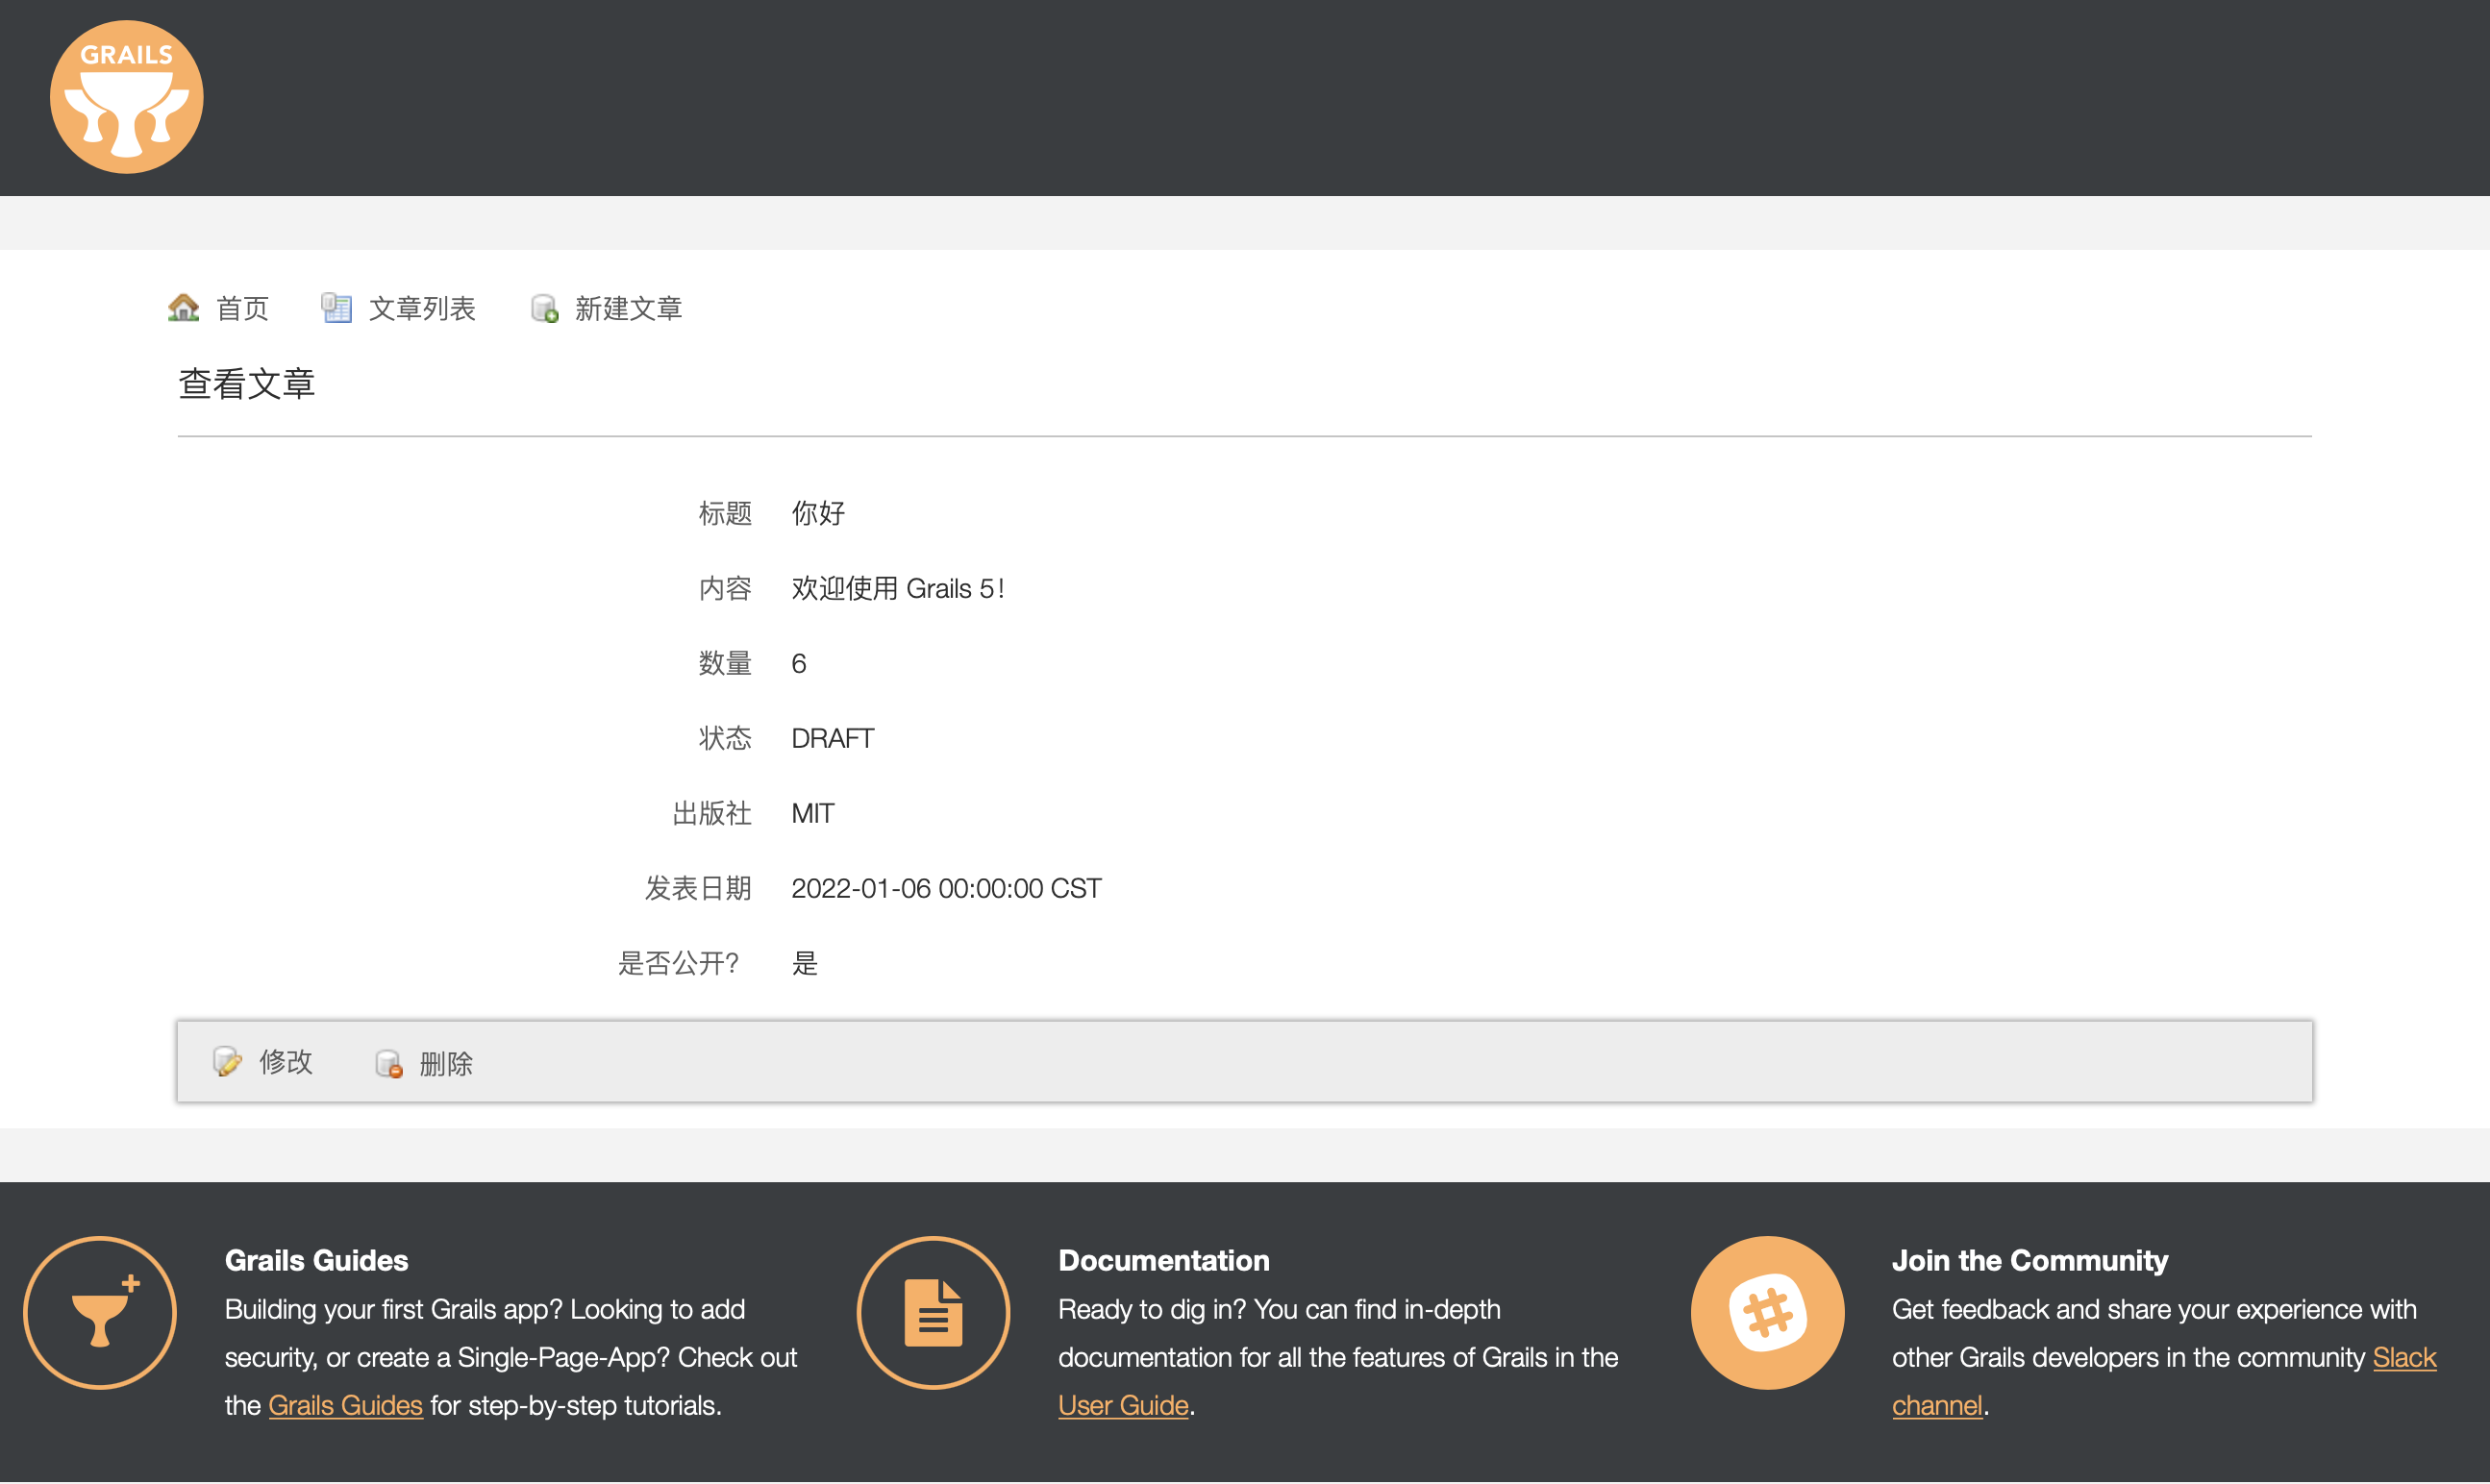 GRAILS
首页 文章列表 新建文章
查看文章
标题 你好
内容 欢迎使用 Grails 5！
数量 6
状态 DRAFT
出版社 MIT
发表日期 2022-01-06 00:00:00 CST
是否公开？ 是
修改 删除
Grails Guides
Building your first Grails app? Looking to add
security, or create a Single-Page-App? Check out
the Grails Guides for step-by-step tutorials.
Documentation
Ready to dig in? You can find in-depth
documentation for all the features of Grails in the
User Guide.
Join the Community
Get feedback and share your experience with
other Grails developers in the community Slack
channel.